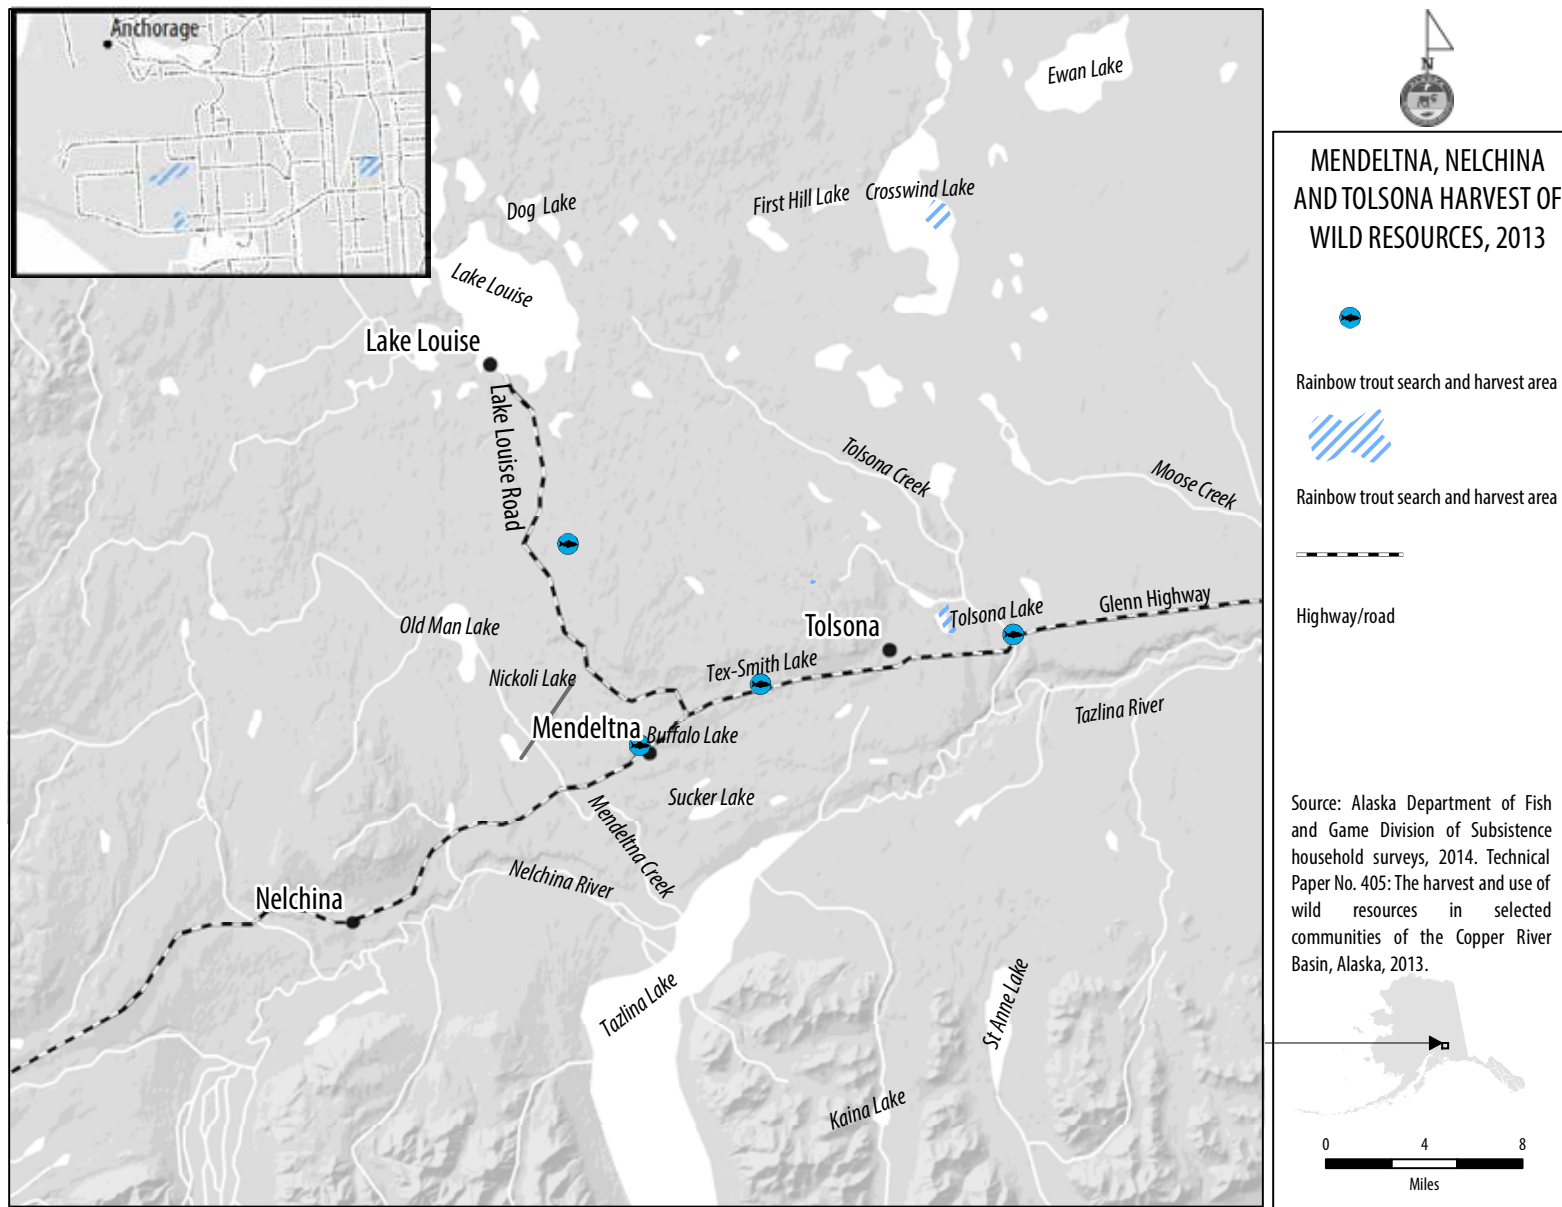 Anchorage
Ewan Lake
Dog Lake
First Hill Lake
Crosswind Lake
Lake Louise
Lake Louise
Lake Louise Road
Tolsona Creek
Moose Creek
Old Man Lake
Tolsona
Tolsona Lake
Glenn Highway
Nickoli Lake
Tex-Smith Lake
Mendeltna
Buffalo Lake
Tazlina River
Sucker Lake
Mendeltna Creek
Nelchina River
Nelchina
Tazlina Lake
St Anne Lake
Kaina Lake
N
MENDELTNA, NELCHINA
AND TOLSONA HARVEST OF
WILD RESOURCES, 2013
Rainbow trout search and harvest area
Rainbow trout search and harvest area
Highway/road
Source: Alaska Department of Fish
and Game Division of Subsistence
household surveys, 2014. Technical
Paper No. 405: The harvest and use of
wild resources in selected
communities of the Copper River
Basin, Alaska, 2013.
0 4 8
Miles